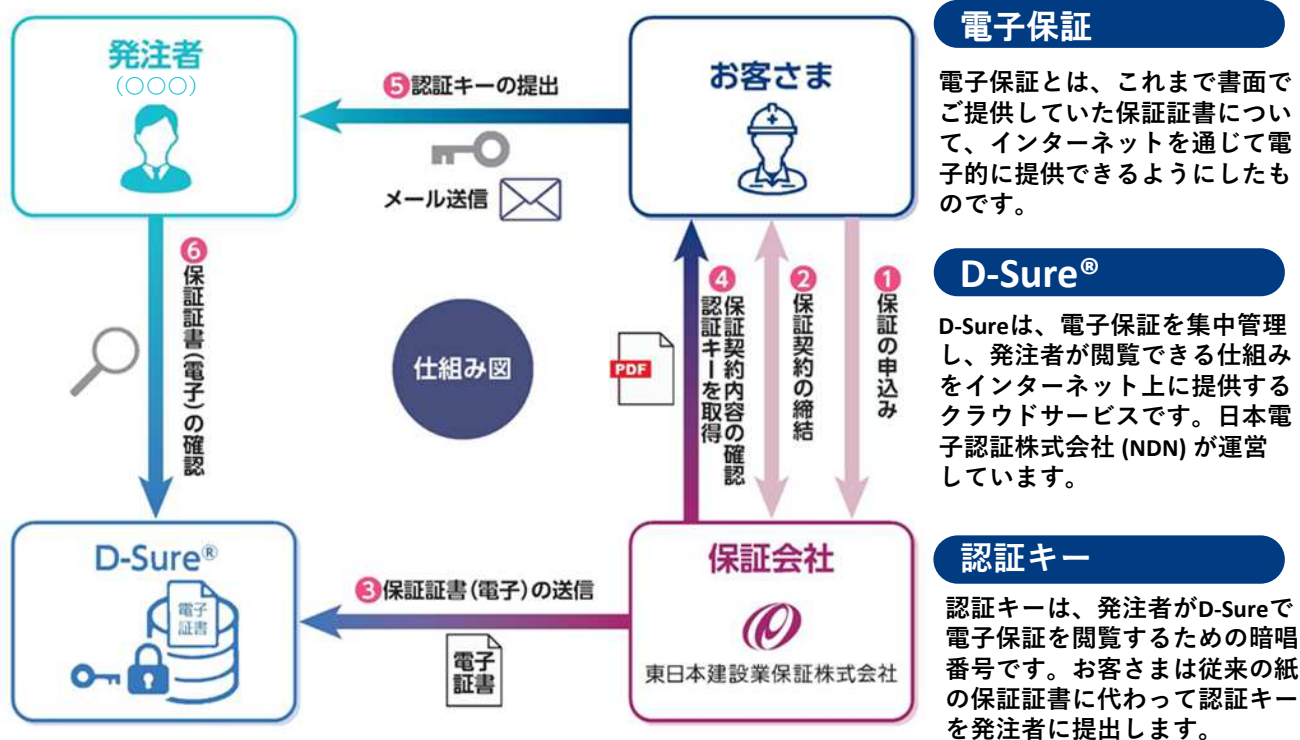 発注者
(〇〇〇)
❺認証キーの提出
メール送信
お客さま
❻保証証書(電子)の確認
仕組み図
PDF
❹保証契約内容の確認
認証キーを取得
❷保証契約の締結
❶保証の申込み
D-Sure®
電子
証書
❸保証証書(電子)の送信
電子
証書
保証会社
東日本建設業保証株式会社
電子保証
電子保証とは、これまで書面で
ご提供していた保証証書につい
て、インターネットを通じて電
子的に提供できるようにしたも
のです。
D-Sure®
D-Sureは、電子保証を集中管理
し、発注者が閲覧できる仕組み
をインターネット上に提供する
クラウドサービスです。日本電
子認証株式会社 (NDN) が運営
しています。
認証キー
認証キーは、発注者がD-Sureで
電子保証を閲覧するための暗唱
番号です。お客さまは従来の紙
の保証証書に代わって認証キー
を発注者に提出します。